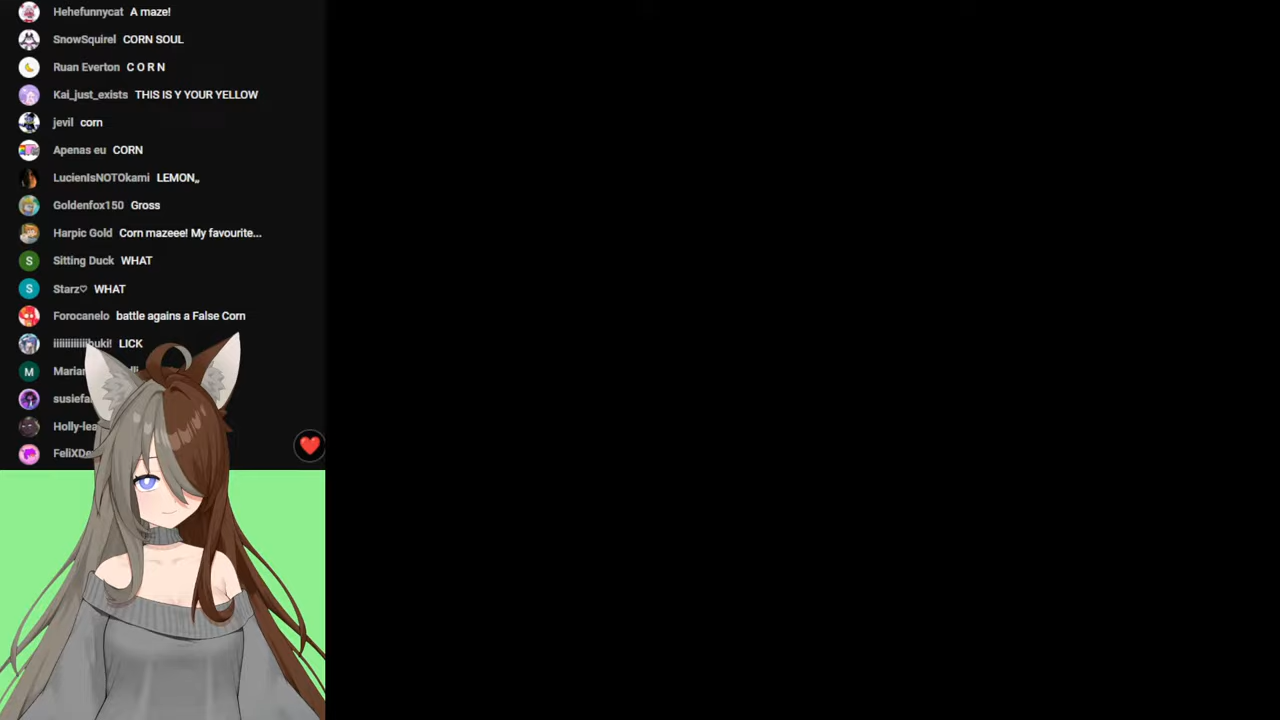 Hehefunnycat A maze!
SnowSquirel CORN SOUL
Ruan Everton C O R N
Kai_just_exists THIS IS Y YOUR YELLOW
jevil corn
Apenas eu CORN
LucienIsNOTOkami LEMON,,
Goldenfox150 Gross
Harpic Gold Corn mazeee! My favourite...
S Sitting Duck WHAT
S Starz♡ WHAT
Forocanelo battle agains a False Corn
LICK
M